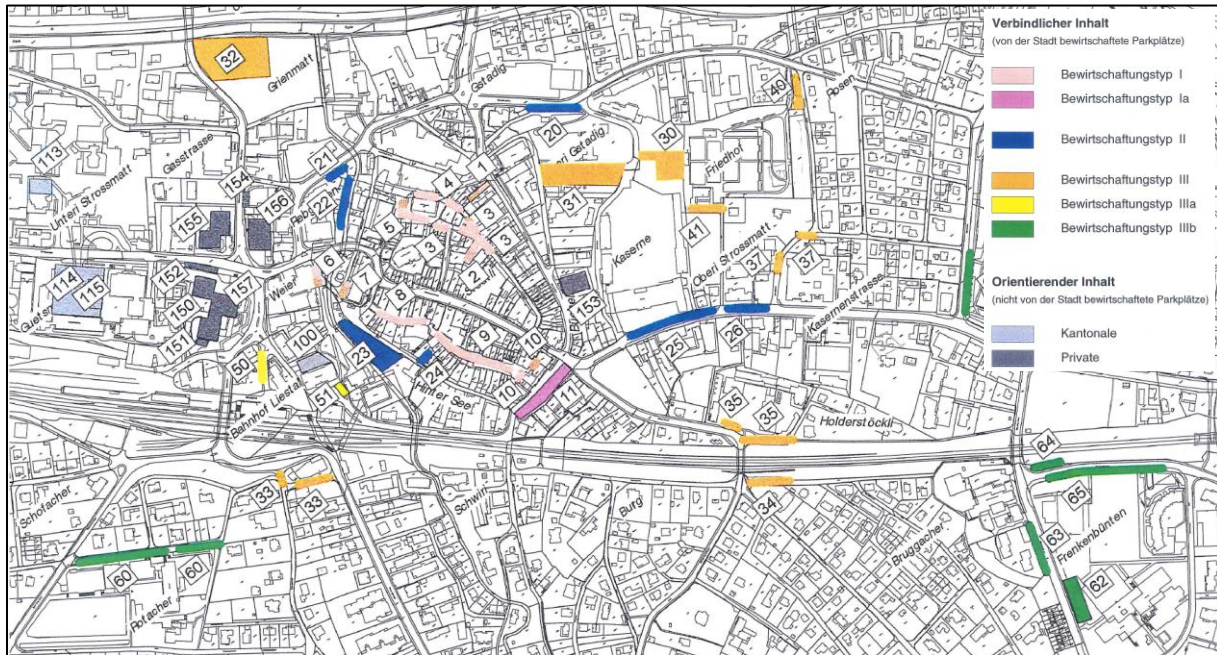 Verbindlicher Inhalt
(von der Stadt bewirtschaftete Parkplätze)
Bewirtschaftungstyp I
Bewirtschaftungstyp Ia
Bewirtschaftungstyp II
Bewirtschaftungstyp III
Bewirtschaftungstyp IIIa
Bewirtschaftungstyp IIIb
Orientierender Inhalt
(nicht von der Stadt bewirtschaftete Parkplätze)
Kantonale
Private
32
Grienmatt
Gstadig
49
Rosen
20
30
113
Gasstrasse
21
1
Friedhof
Unteri Strossmatt
154
4
31
155
156
22
5
3
3
3
41
Oberi Strossmatt
Kaserne
37
37
152
6
2
114
115
157
Weier
7
8
153
Kasernenstrasse
150
151
9
10
25
26
100
23
50
24
51
10
11
Bahnhof Liestal
35
35
Holderstöckli
64
33
33
34
65
Schofacher
Burg
Brüggacher
63
Frenkenbünten
60
60
62
Rotacher